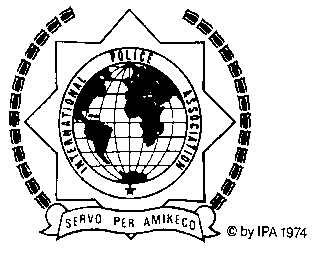 INTERNATIONAL POLICE ASSOCIATION
SERVO PER AMIKECO
© by IPA 1974